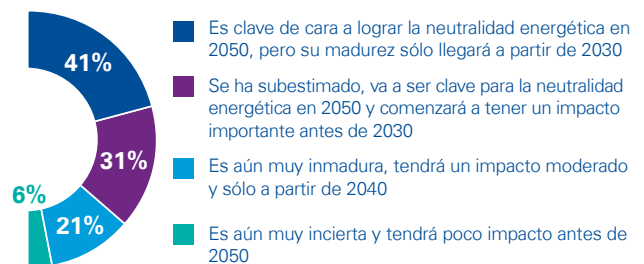 41%
31%
21%
6%
Es clave de cara a lograr la neutralidad energética en
2050, pero su madurez sólo llegará a partir de 2030
Se ha subestimado, va a ser clave para la neutralidad
energética en 2050 y comenzará a tener un impacto
importante antes de 2030
Es aún muy inmadura, tendrá un impacto moderado
y sólo a partir de 2040
Es aún muy incierta y tendrá poco impacto antes de
2050